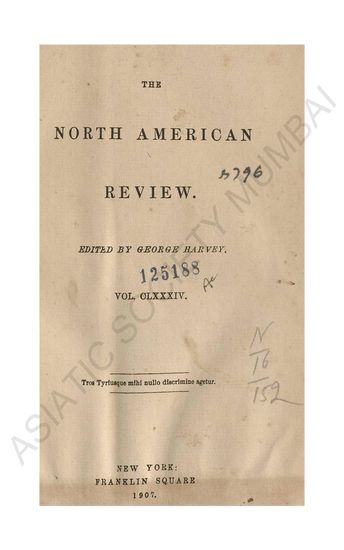 THE
NORTH AMERICAN
REVIEW.
EDITED BY GEORGE HARVEY.
125188
VOL. CLXXXIV.
N
16
152
Tros Tyriusque mihi nullo discrimine agetur.
NEW YORK:
FRANKLIN SQUARE
1907.
ASIATIC SOCIETY MUMBAI